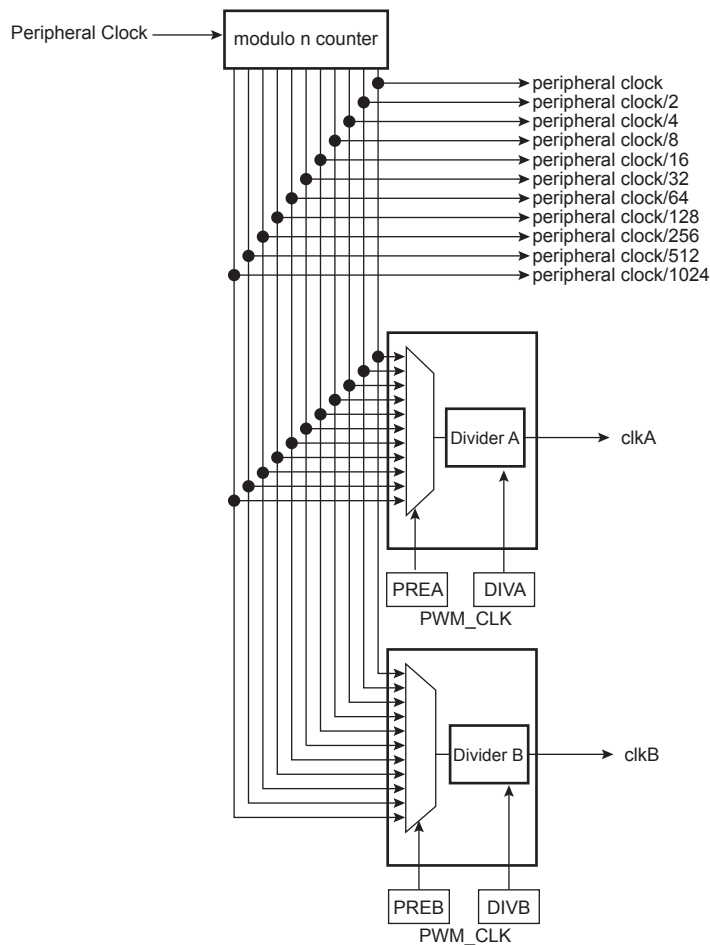 Peripheral Clock
modulo n counter
peripheral clock
peripheral clock/2
peripheral clock/4
peripheral clock/8
peripheral clock/16
peripheral clock/32
peripheral clock/64
peripheral clock/128
peripheral clock/256
peripheral clock/512
peripheral clock/1024
Divider A
clkA
PREA
DIVA
PWM_CLK
Divider B
clkB
PREB
DIVB
PWM_CLK